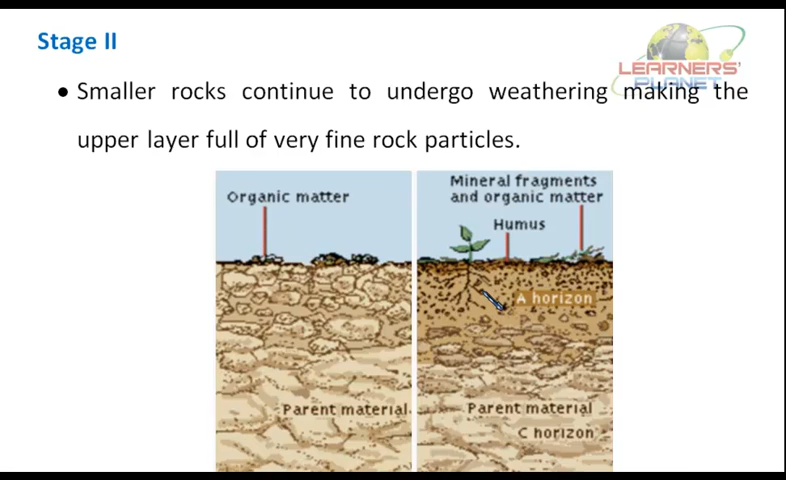 Stage II
LEARNERS'
PLANET
• Smaller rocks continue to undergo weathering making the
upper layer full of very fine rock particles.
Organic matter
Parent material
Mineral fragments
and organic matter
Humus
A horizon
Parent material
C horizon